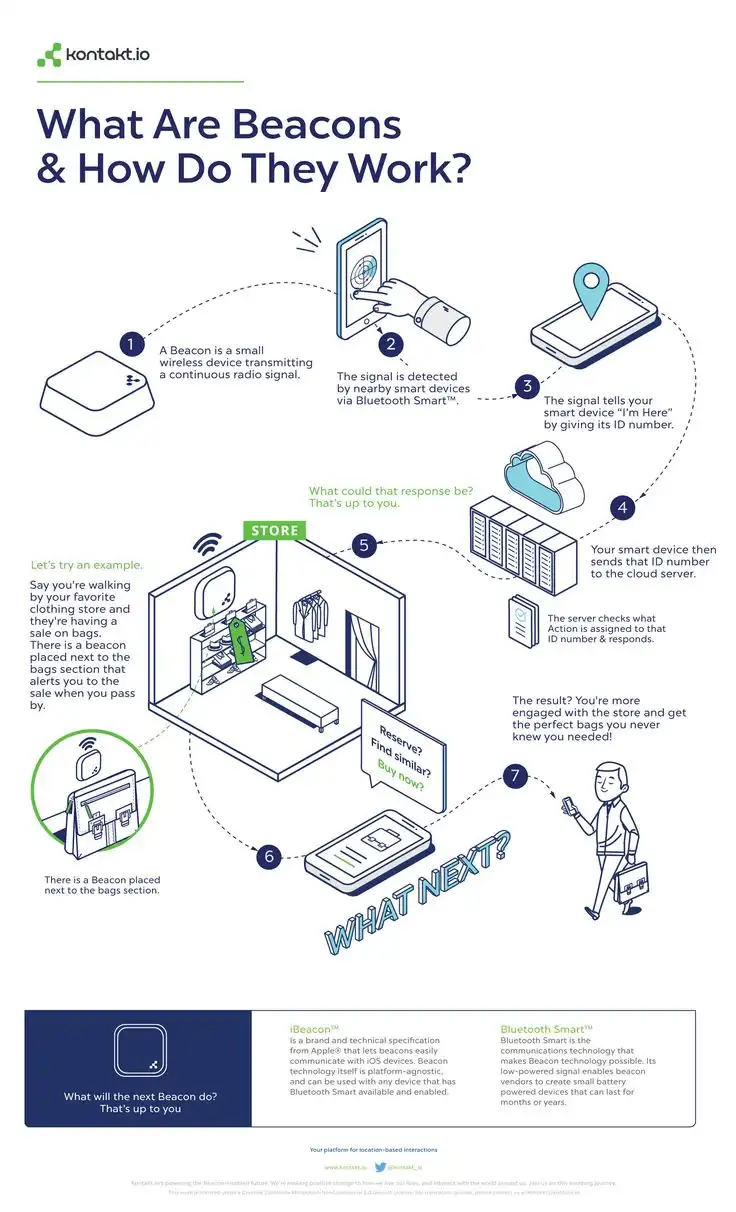 kontakt.io
What Are Beacons
& How Do They Work?
1
A Beacon is a small
wireless device transmitting
a continuous radio signal.
2
The signal is detected
by nearby smart devices
via Bluetooth Smart™.
3
The signal tells your
smart device “I’m Here”
by giving its ID number.
4
Your smart device then
sends that ID number
to the cloud server.
The server checks what
Action is assigned to that
ID number & responds.
What could that response be?
That’s up to you.
5
STORE
Let’s try an example.
Say you're walking
by your favorite
clothing store and
they're having a
sale on bags.
There is a beacon
placed next to the
bags section that
alerts you to the
sale when you pass
by.
$
There is a Beacon placed
next to the bags section.
6
Reserve?
Find similar?
Buy now?
WHAT NEXT?
7
The result? You're more
engaged with the store and get
the perfect bags you never
knew you needed!
What will the next Beacon do?
That's up to you
iBeacon™
Is a brand and technical specification
from Apple® that lets beacons easily
communicate with iOS devices. Beacon
technology itself is platform-agnostic,
and can be used with any device that has
Bluetooth Smart available and enabled.
Bluetooth Smart™
Bluetooth Smart is the
communications technology that
makes Beacon technology possible. Its
low-powered signal enables beacon
vendors to create small battery
powered devices that can last for
months or years.
Your platform for location-based interactions
www.kontakt.io @kontakt_io